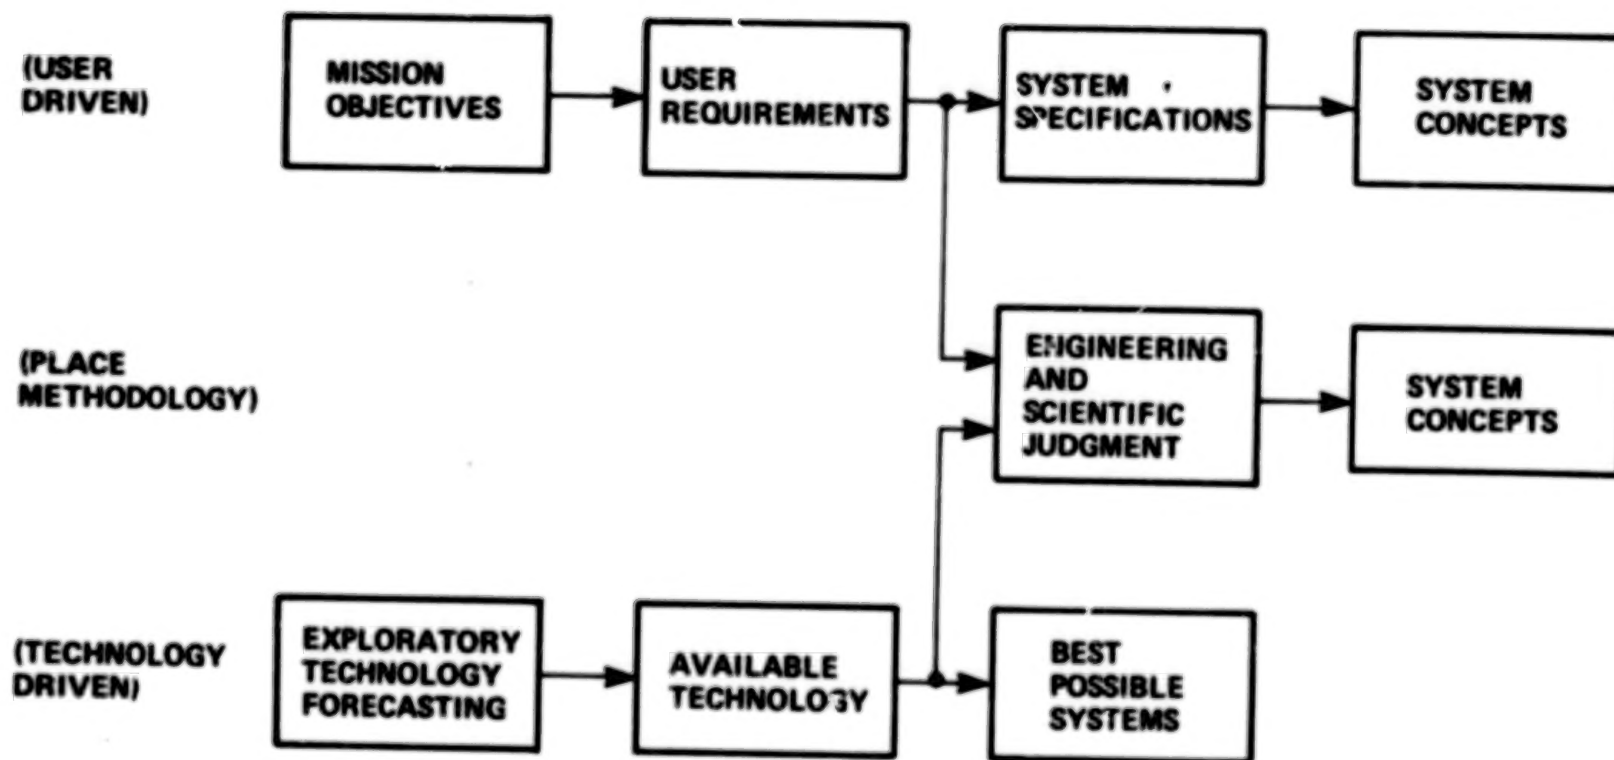 (USER
DRIVEN)
MISSION
OBJECTIVES
USER
REQUIREMENTS
SYSTEM
SPECIFICATIONS
SYSTEM
CONCEPTS
(PLACE
METHODOLOGY)
ENGINEERING
AND
SCIENTIFIC
JUDGMENT
SYSTEM
CONCEPTS
(TECHNOLOGY
DRIVEN)
EXPLORATORY
TECHNOLOGY
FORECASTING
AVAILABLE
TECHNOLOGY
BEST
POSSIBLE
SYSTEMS